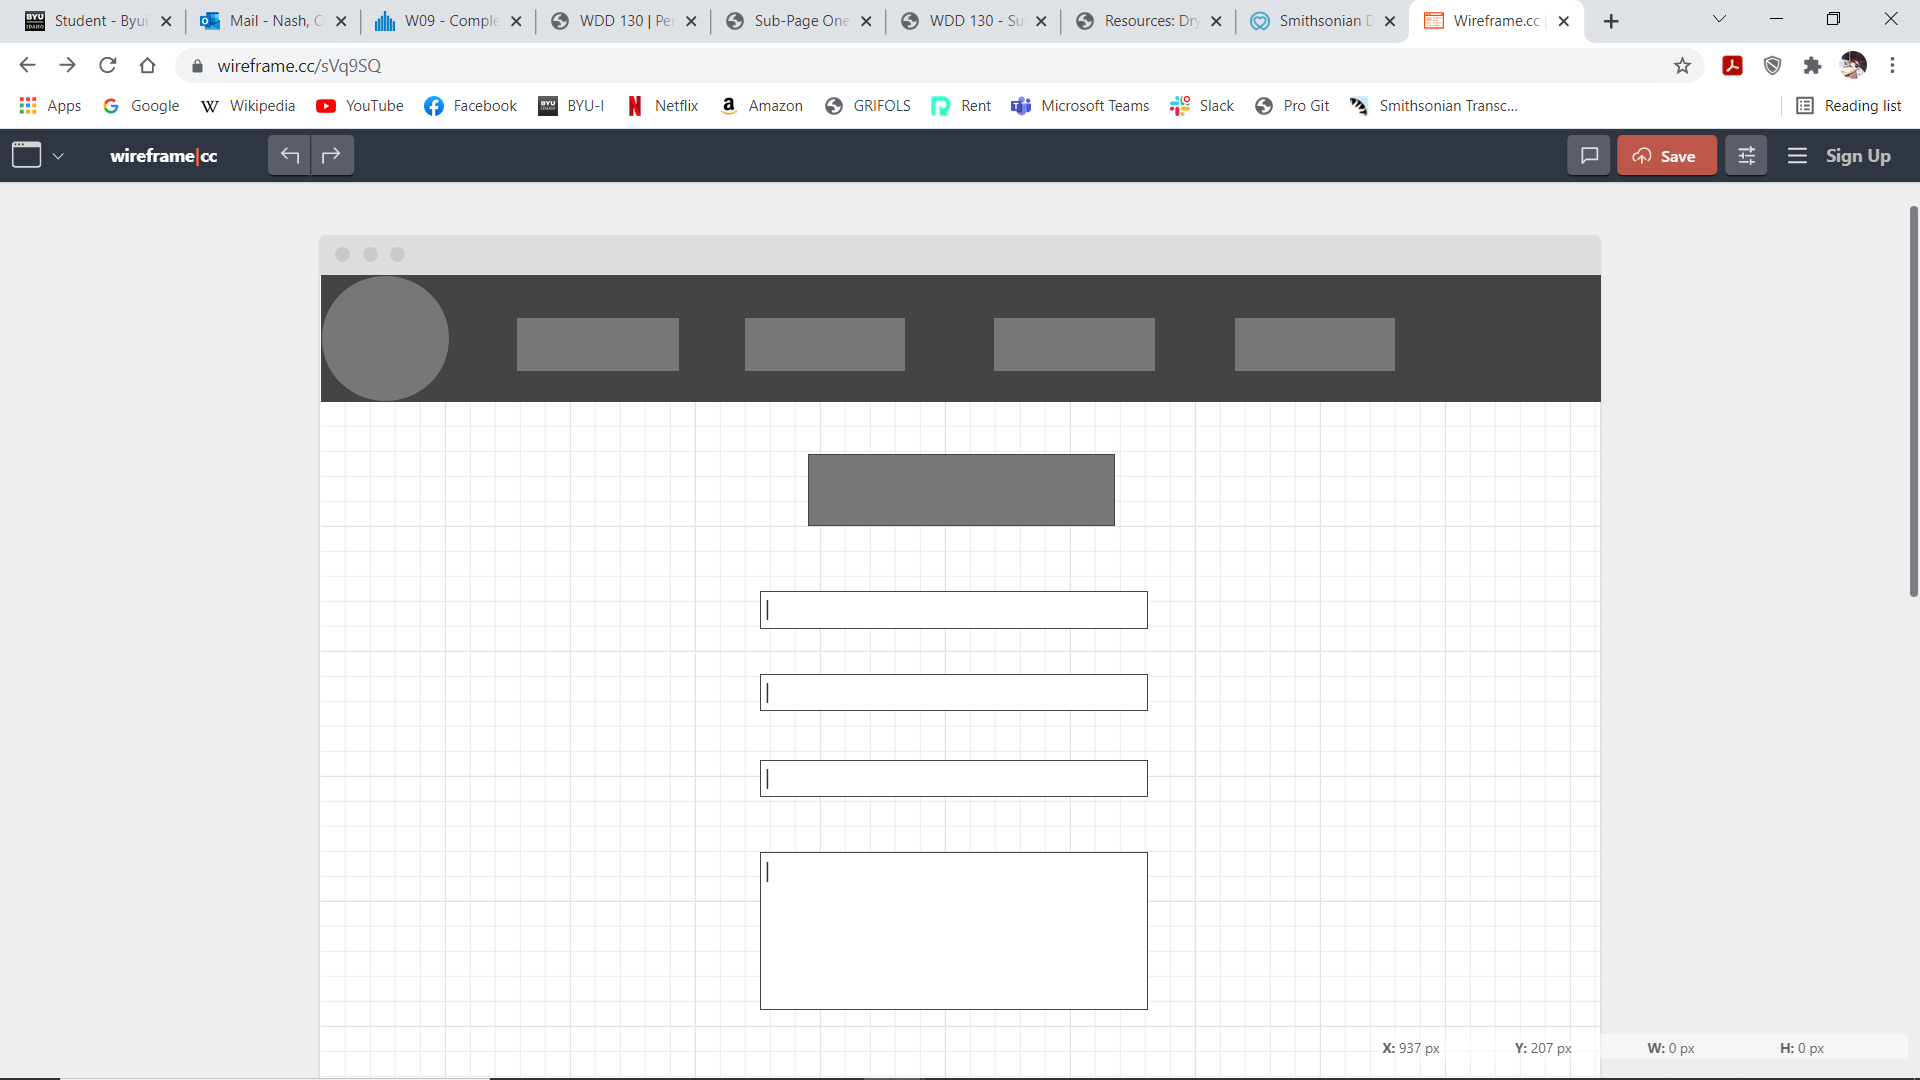 Student - Byui Mail - Nash, C W09 - Comple WDD 130 | Per Sub-Page One WDD 130 - Su Resources: Dry Smithsonian D Wireframe.cc |
wireframe.cc/sVq9SQ
Apps Google Wikipedia YouTube Facebook BYU-I Netflix Amazon GRIFOLS Rent Microsoft Teams Slack Pro Git Smithsonian Transc... Reading list
wireframe|cc Save Sign Up
X: 937 px Y: 207 px W: 0 px H: 0 px